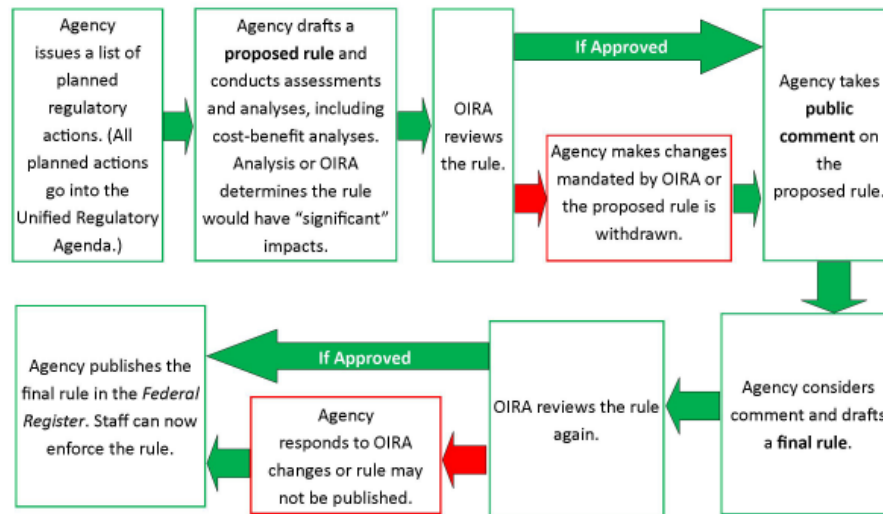 Agency
issues a list of
planned
regulatory
actions. (All
planned actions
go into the
Unified Regulatory
Agenda.)
Agency drafts a
proposed rule and
conducts assessments
and analyses, including
cost-benefit analyses.
Analysis or OIRA
determines the rule
would have “significant”
impacts.
OIRA
reviews
the rule.
If Approved
Agency makes changes
mandated by OIRA or
the proposed rule is
withdrawn.
Agency takes
public
comment on
the
proposed rule.
Agency considers
comment and drafts
a final rule.
OIRA reviews the rule
again.
If Approved
Agency
responds to OIRA
changes or rule may
not be published.
Agency publishes the
final rule in the Federal
Register. Staff can now
enforce the rule.